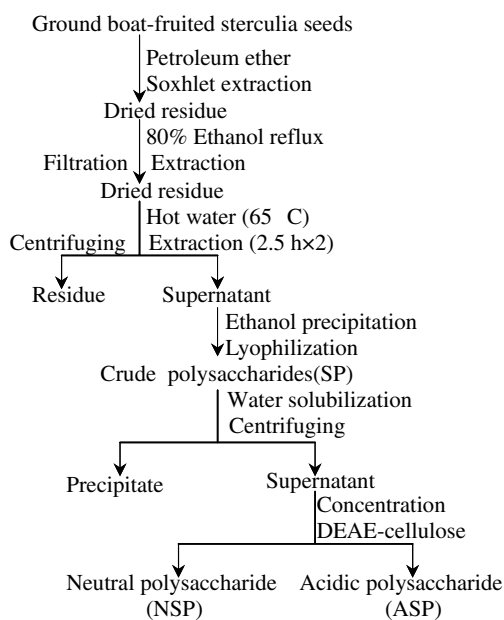 Ground boat-fruited sterculia seeds
Petroleum ether
Soxhlet extraction
Dried residue
80% Ethanol reflux
Filtration Extraction
Dried residue
Hot water (65 C)
Centrifuging Extraction (2.5 h×2)
Residue Supernatant
Ethanol precipitation
Lyophilization
Crude polysaccharides(SP)
Water solubilization
Centrifuging
Precipitate Supernatant
Concentration
DEAE-cellulose
Neutral polysaccharide Acidic polysaccharide
(NSP) (ASP)